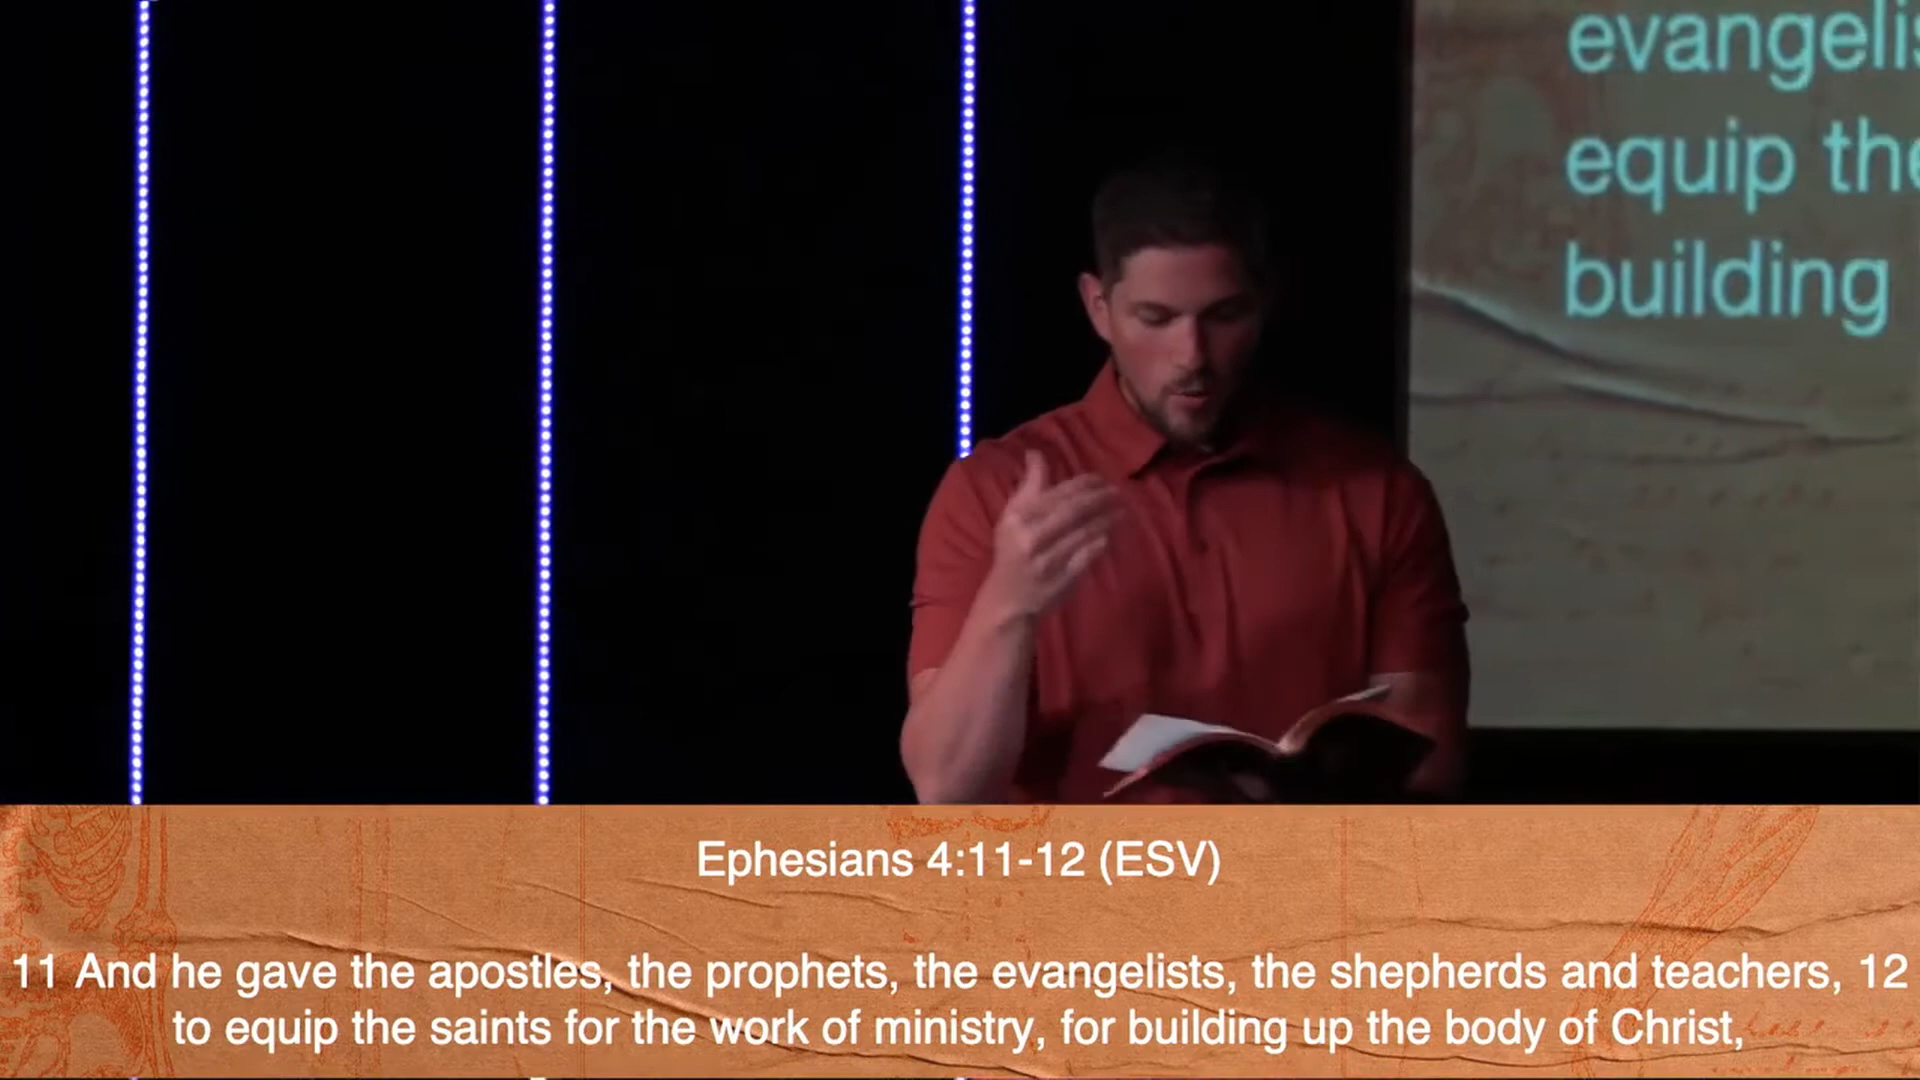 evangelis
equip the
building
Ephesians 4:11-12 (ESV)
11 And he gave the apostles, the prophets, the evangelists, the shepherds and teachers, 12
to equip the saints for the work of ministry, for building up the body of Christ,